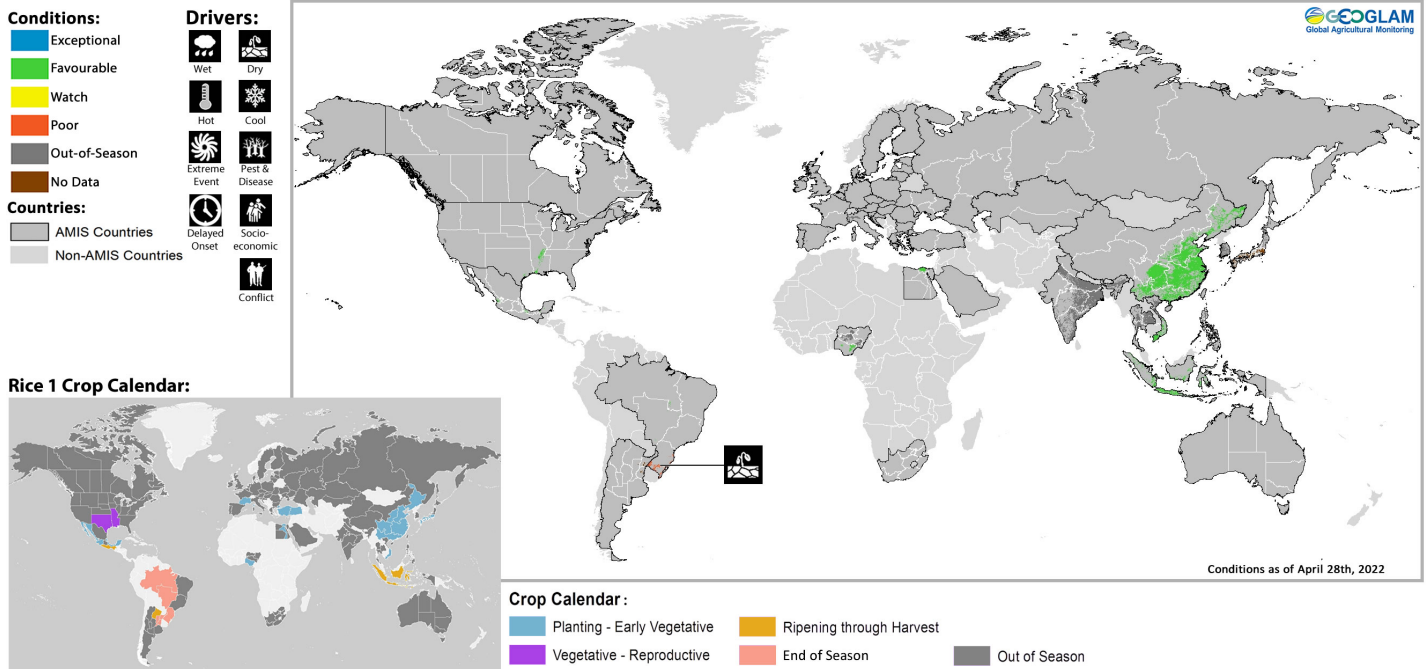 Conditions:
Exceptional
Favourable
Watch
Poor
Out-of-Season
No Data
Countries:
AMIS Countries
Non-AMIS Countries
Drivers:
Wet
Dry
Hot
Cool
Extreme
Event
Pest &
Disease
Delayed
Onset
Socio-
economic
Conflict
GEOGLAM
Global Agricultural Monitoring
Conditions as of April 28th, 2022
Rice 1 Crop Calendar:
Crop Calendar :
Planting - Early Vegetative
Ripening through Harvest
Vegetative - Reproductive
End of Season
Out of Season